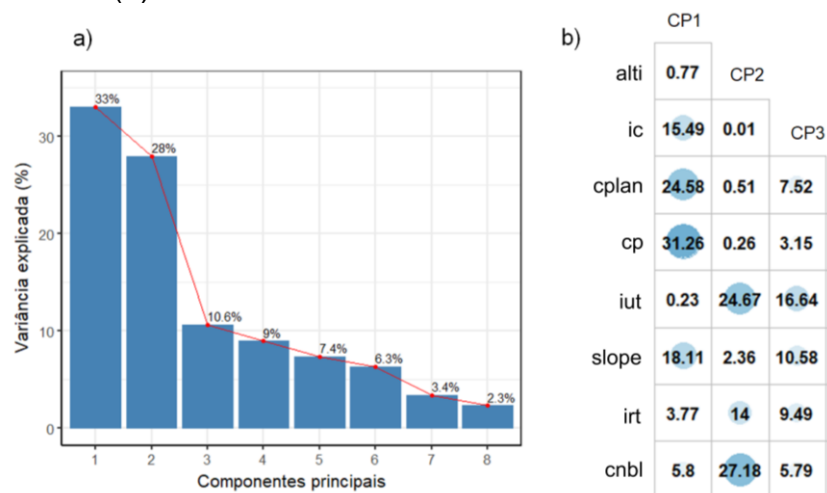 a)
33%
28%
10.6%
9%
7.4%
6.3%
3.4%
2.3%
30
20
10
0
Variância explicada (%)
1 2 3 4 5 6 7 8
Componentes principais
b)
CP1
alti 0.77 CP2
ic 15.49 0.01 CP3
cplan 24.58 0.51 7.52
cp 31.26 0.26 3.15
iut 0.23 24.67 16.64
slope 18.11 2.36 10.58
irt 3.77 14 9.49
cnbl 5.8 27.18 5.79